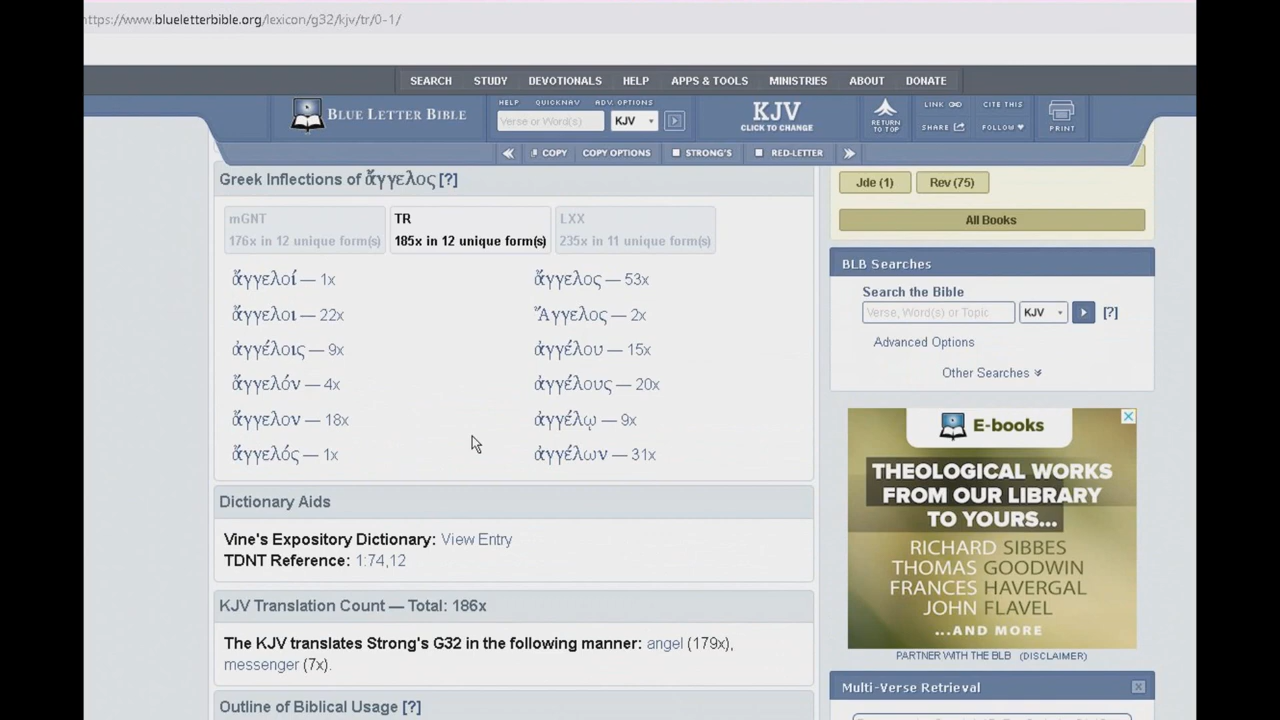 https://www.blueletterbible.org/lexicon/g32/kjv/tr/0-1/
SEARCH STUDY DEVOTIONALS HELP APPS & TOOLS MINISTRIES ABOUT DONATE
BLUE LETTER BIBLE
HELP QUICKNAV ADV. OPTIONS
Verse or Word(s) KJV
KJV
CLICK TO CHANGE
RETURN
TO TOP
LINK CITE THIS
SHARE FOLLOW
PRINT
COPY COPY OPTIONS STRONG'S RED-LETTER
Greek Inflections of ἄγγελος [?]
mGNT
176x in 12 unique form(s)
TR
185x in 12 unique form(s)
LXX
235x in 11 unique form(s)
ἄγγελοί — 1x
ἄγγελοι — 22x
ἀγγέλοις — 9x
ἄγγελόν — 4x
ἄγγελον — 18x
ἄγγελός — 1x
ἄγγελος — 53x
Ἄγγελος — 2x
ἀγγέλου — 15x
ἀγγέλους — 20x
ἀγγέλῳ — 9x
ἀγγέλων — 31x
Dictionary Aids
Vine's Expository Dictionary: View Entry
TDNT Reference: 1:74,12
KJV Translation Count — Total: 186x
The KJV translates Strong's G32 in the following manner: angel (179x),
messenger (7x).
Outline of Biblical Usage [?]
Jde (1) Rev (75)
All Books
BLB Searches
Search the Bible
Verse, Word(s) or Topic KJV [?]
Advanced Options
Other Searches
E-books
THEOLOGICAL WORKS
FROM OUR LIBRARY
TO YOURS...
RICHARD SIBBES
THOMAS GOODWIN
FRANCES HAVERGAL
JOHN FLAVEL
...AND MORE
PARTNER WITH THE BLB (DISCLAIMER)
Multi-Verse Retrieval